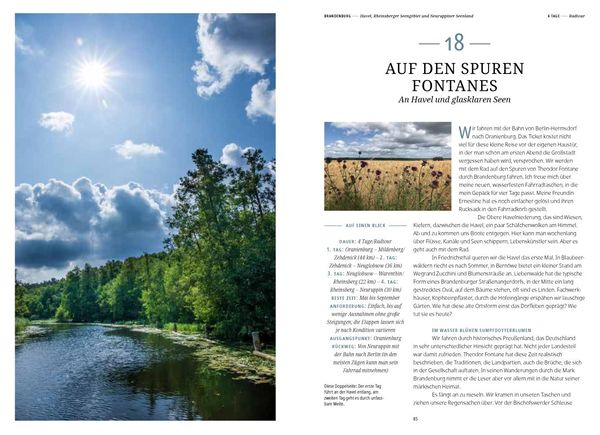 BRANDENBURG — Havel, Rheinsberger Seengebiet und Neuruppiner Seenland
4 TAGE — Radtour
18
AUF DEN SPUREN
FONTANES
An Havel und glasklaren Seen
AUF EINEN BLICK
DAUER: 4 Tage/Radtour
1. TAG: Oranienburg – Mildenberg/
Zehdenick (44 km) – 2. TAG:
Zehdenick – Neuglobsow (36 km)
3. TAG: Neuglobsow – Warenthin/
Rheinsberg (22 km) – 4. TAG:
Rheinsberg – Neuruppin (30 km)
BESTE ZEIT: Mai bis September
ANFORDERUNG: Einfach, bis auf
wenige Ausnahmen ohne große
Steigungen; die Etappen lassen sich
je nach Kondition variieren
AUSGANGSPUNKT: Oranienburg
RÜCKWEG: Von Neuruppin mit
der Bahn nach Berlin (in den
meisten Zügen kann man sein
Fahrrad mitnehmen)
Diese Doppelseite: Der erste Tag
führt an der Havel entlang, am
zweiten Tag geht es durch unfass-
bare Weite.
Wir fahren mit der Bahn von Berlin-Hermsdorf
nach Oranienburg. Das Ticket kostet nicht
viel für diese kleine Reise vor der eigenen Haustür,
in der man schon am ersten Abend die Großstadt
vergessen haben wird, versprochen. Wir werden
mit dem Rad auf den Spuren von Theodor Fontane
durch Brandenburg fahren. Ich freue mich über
meine neuen, wasserfesten Fahrradtaschen, in die
mein Gepäck für vier Tage passt. Meine Freundin
Ernestine hat es noch einfacher gelöst und ihren
Rucksack in den Fahrradkorb gestellt.
Die Obere Havelniederung, das sind Wiesen,
Kiefern, dazwischen die Havel, ein paar Schäfchenwolken am Himmel.
Ab und zu kommen uns Boote entgegen. Hier kann man wochenlang
über Flüsse, Kanäle und Seen schippern, Lebenskünstler sein. Aber es
geht auch mit dem Rad.
In Friedrichsthal queren wir die Havel das erste Mal. In Blaubeer-
wäldern riecht es nach Sommer, in Bernöwe bietet ein kleiner Stand am
Wegrand Zucchini und Blumensträuße an. Liebenwalde hat die typische
Form eines Brandenburger Straßenangerdorfs, in der Mitte ein lang
gestrecktes Oval, auf dem Bäume stehen, oft sind es Linden. Fachwerk-
häuser, Kopfsteinpflaster, durch die Hofeingänge erspähen wir lauschige
Gärten. Wie hat diese alte Ortsform einst das Dorfleben geprägt? Wie
tut sie es heute?
IM WASSER BLÜHEN SUMPFDOTTERBLUMEN
Wir fahren durch historisches Preußenland, das Deutschland
in sehr unterschiedlicher Hinsicht geprägt hat. Nicht jeder Landesteil
war damit zufrieden. Theodor Fontane hat diese Zeit realistisch
beschrieben, die Traditionen, die Landpartien, auch die Brüche, die sich
in der Gesellschaft auftaten. In seinen Wanderungen durch die Mark
Brandenburg nimmt er die Leser aber vor allem mit in die Natur seiner
märkischen Heimat.
Es fängt an zu nieseln. Wir kramen in unseren Taschen und
ziehen unsere Regensachen über. Vor der Bischofswerder Schleuse
85